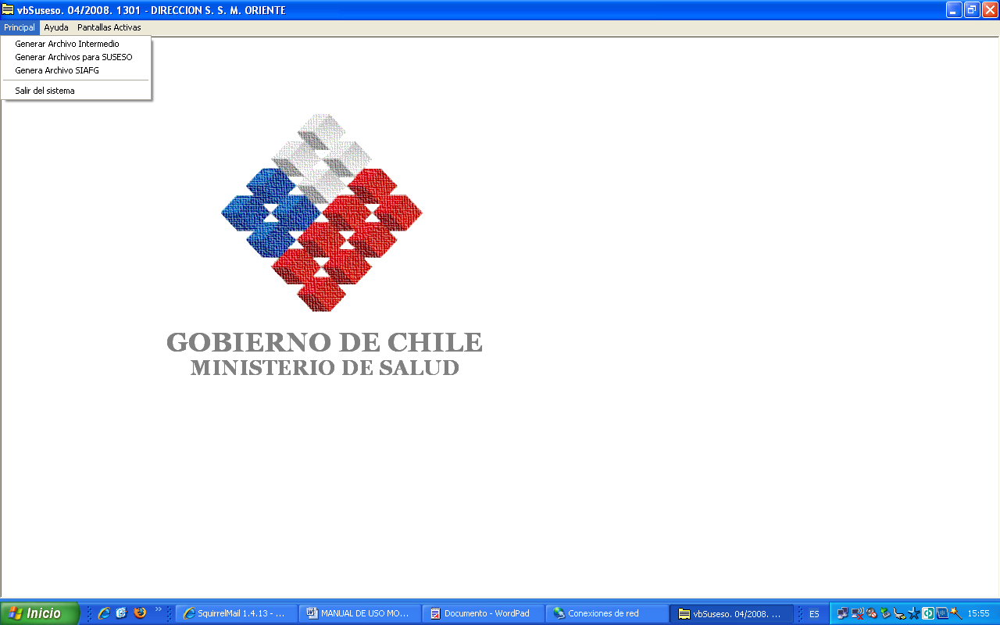 vbSuseso. 04/2008. 1301 - DIRECCION S. S. M. ORIENTE
Principal Ayuda Pantallas Activas
Generar Archivo Intermedio
Generar Archivos para SUSESO
Genera Archivo SIAFG
Salir del sistema
GOBIERNO DE CHILE
MINISTERIO DE SALUD
Inicio SquirrelMail 1.4.13 - ... MANUAL DE USO MO... Documento - WordPad Conexiones de red vbSuseso. 04/2008. ... ES 15:55